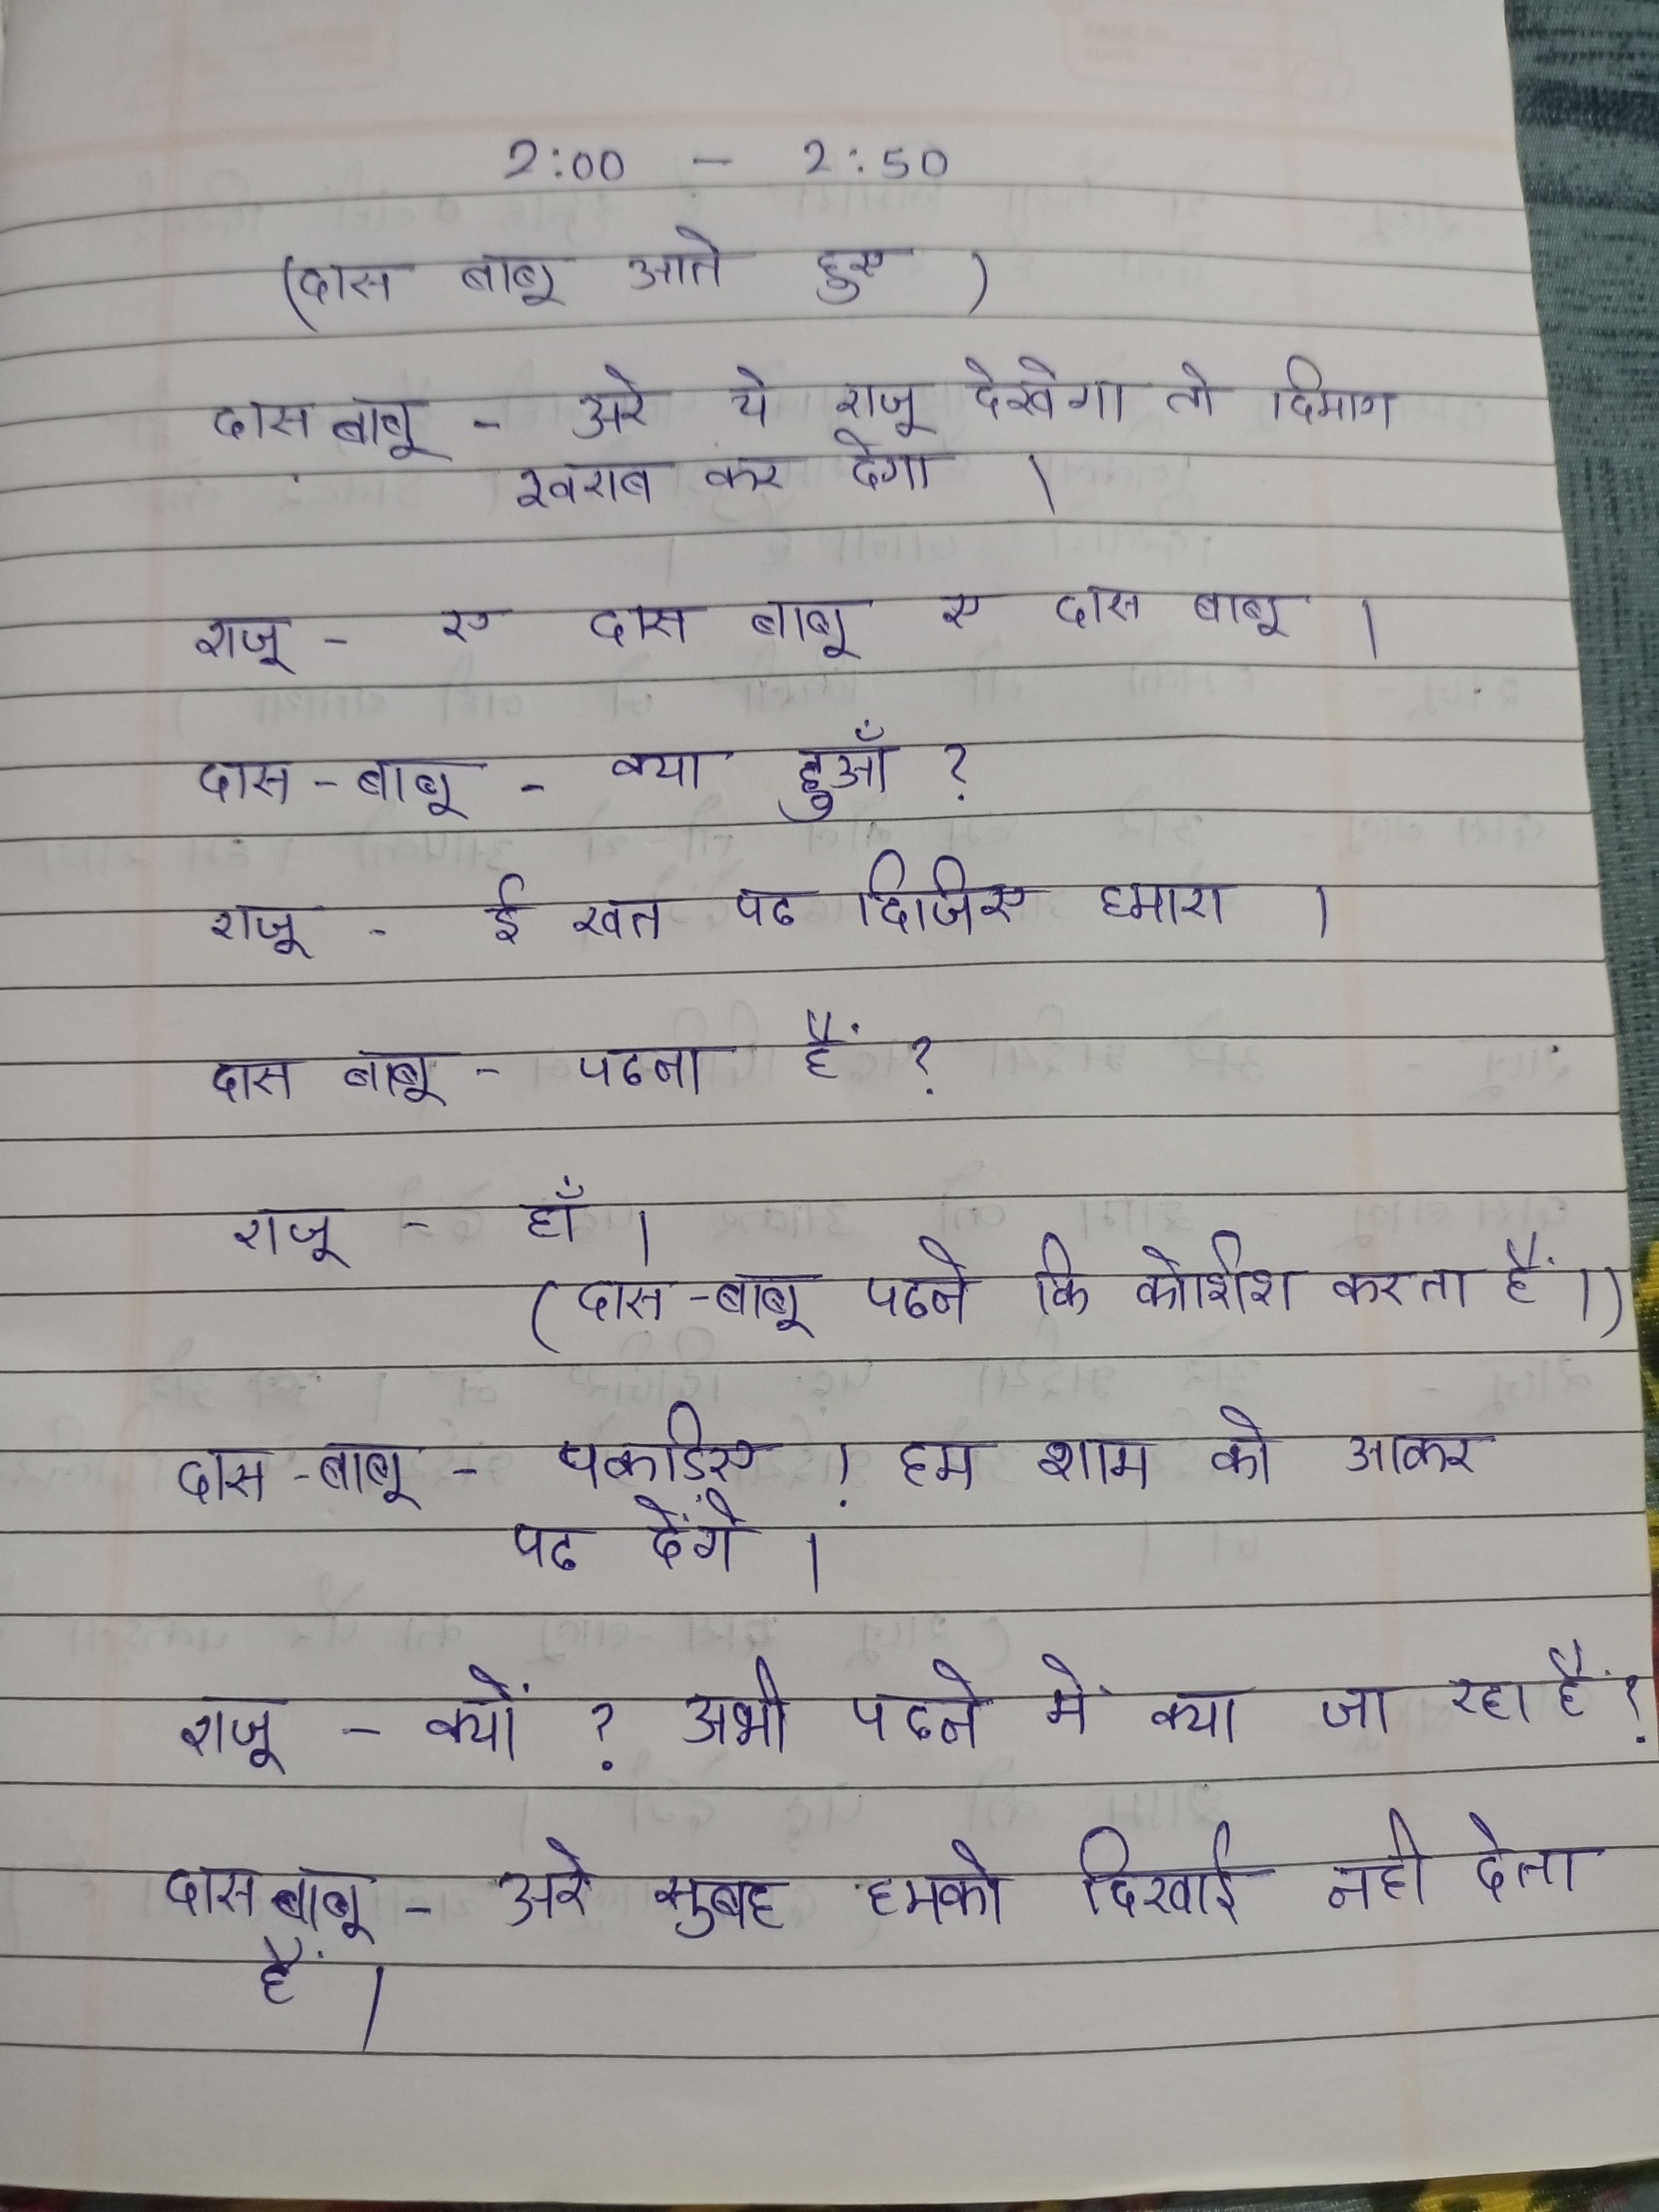 2:00 - 2:50
(दास बाबू आते हुए )
दास बाबू - अरे ये राजू देखेगा तो दिमाग
खराब कर देगा ।
राजू - ए दास बाबू ए दास बाबू ।
दास - बाबू - क्या हुआँ ?
राजू - ई खत पढ दिजिए हमारा ।
दास बाबू - पढना हैं ?
राजू - हाँ ।
(दास -बाबू पढने कि कोशिश करता हैं ।)
दास -बाबू - पकडिए ! हम शाम को आकर
पढ देंगे ।
राजू - क्यों ? अभी पढने में क्या जा रहा हैं ?
दास बाबू - अरे सुबह हमको दिखाई नही देता
हैं ।